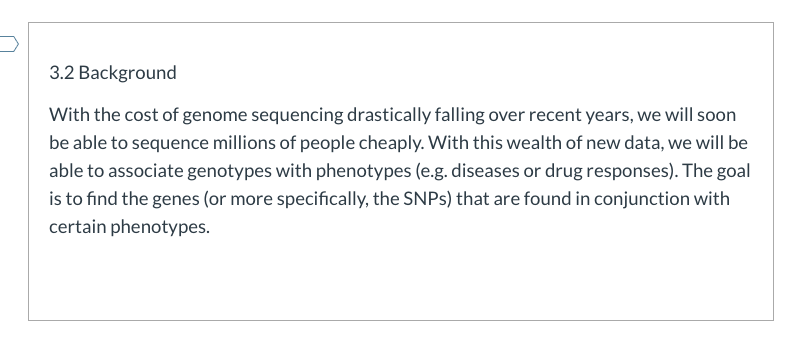 3.2 Background
With the cost of genome sequencing drastically falling over recent years, we will soon
be able to sequence millions of people cheaply. With this wealth of new data, we will be
able to associate genotypes with phenotypes (e.g. diseases or drug responses). The goal
is to find the genes (or more specifically, the SNPs) that are found in conjunction with
certain phenotypes.